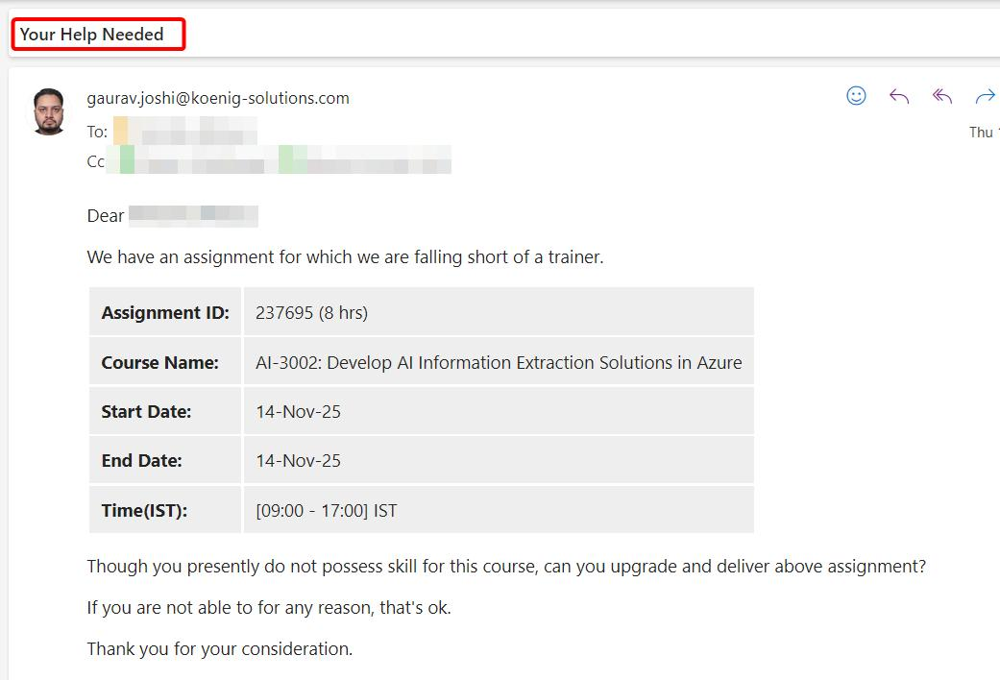 Your Help Needed
gaurav.joshi@koenig-solutions.com
To:
Thu
Cc
Dear
We have an assignment for which we are falling short of a trainer.
Assignment ID: 237695 (8 hrs)
Course Name: AI-3002: Develop AI Information Extraction Solutions in Azure
Start Date: 14-Nov-25
End Date: 14-Nov-25
Time(IST): [09:00 - 17:00] IST
Though you presently do not possess skill for this course, can you upgrade and deliver above assignment?
If you are not able to for any reason, that's ok.
Thank you for your consideration.